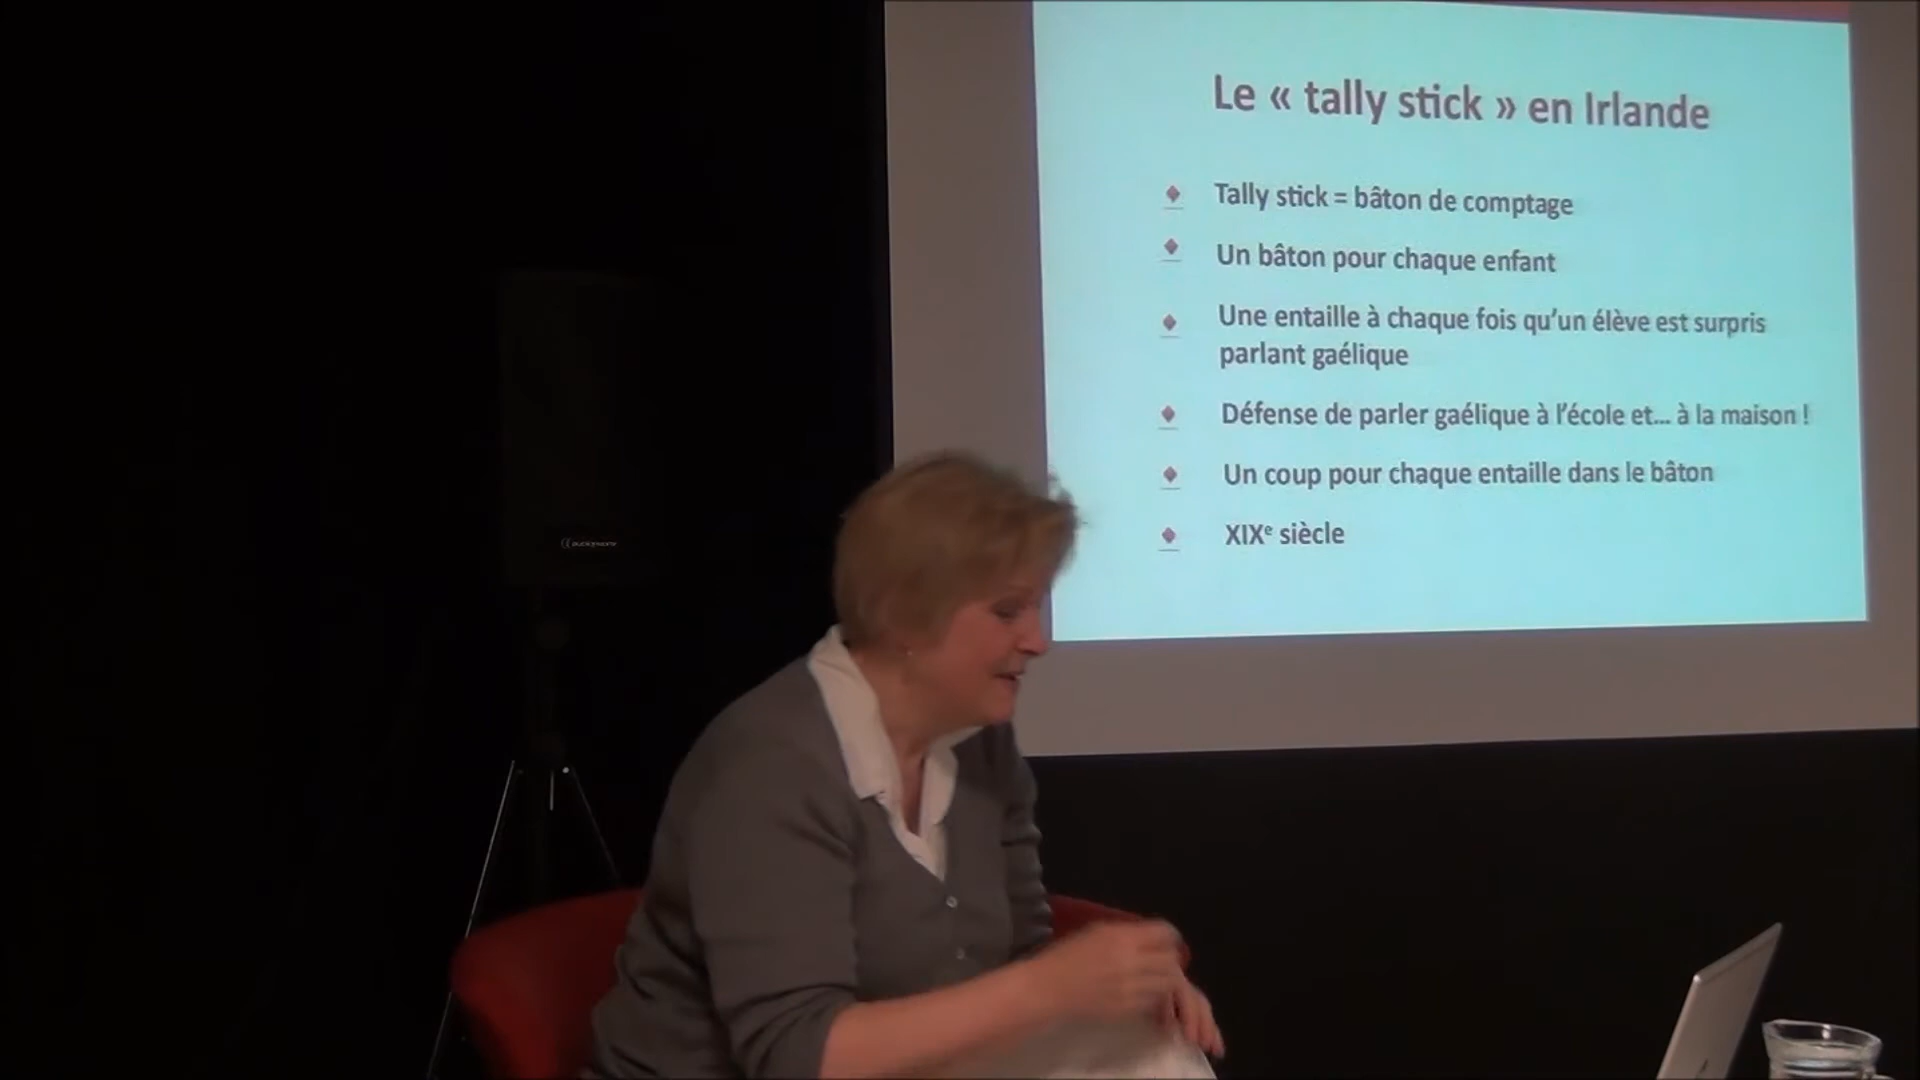 Le « tally stick » en Irlande
Tally stick = bâton de comptage
Un bâton pour chaque enfant
Une entaille à chaque fois qu’un élève est surpris
parlant gaélique
Défense de parler gaélique à l’école et... à la maison !
Un coup pour chaque entaille dans le bâton
XIXe siècle